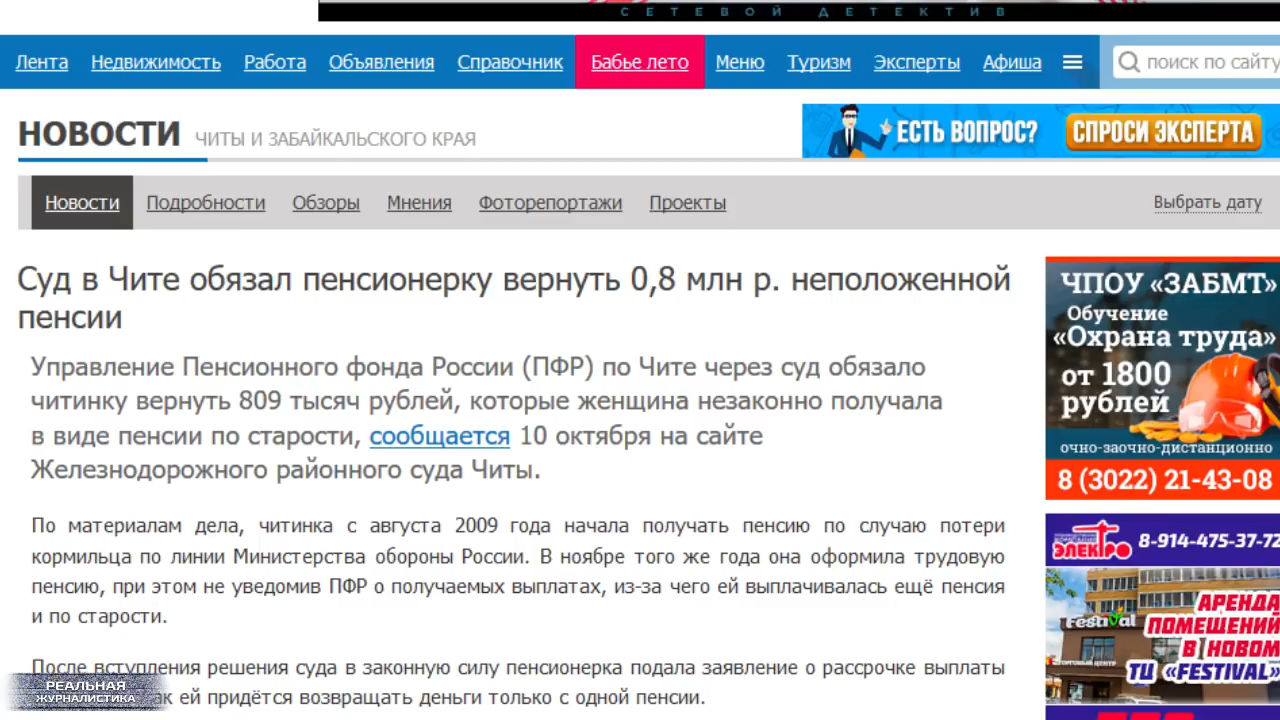 СЕТЕВОЙ ДЕТЕКТИВ
Лента Недвижимость Работа Объявления Справочник Бабье лето Меню Туризм Эксперты Афиша поиск по сайту
НОВОСТИ ЧИТЫ И ЗАБАЙКАЛЬСКОГО КРАЯ
ЕСТЬ ВОПРОС? СПРОСИ ЭКСПЕРТА
Новости Подробности Обзоры Мнения Фоторепортажи Проекты Выбрать дату
Суд в Чите обязал пенсионерку вернуть 0,8 млн р. неположенной
пенсии
Управление Пенсионного фонда России (ПФР) по Чите через суд обязало
читинку вернуть 809 тысяч рублей, которые женщина незаконно получала
в виде пенсии по старости, сообщается 10 октября на сайте
Железнодорожного районного суда Читы.
По материалам дела, читинка с августа 2009 года начала получать пенсию по случаю потери
кормильца по линии Министерства обороны России. В ноябре того же года она оформила трудовую
пенсию, при этом не уведомив ПФР о получаемых выплатах, из-за чего ей выплачивалась ещё пенсия
и по старости.
После вступления решения суда в законную силу пенсионерка подала заявление о рассрочке выплаты
ей придётся возвращать деньги только с одной пенсии.
РЕАЛЬНАЯ
ЖУРНАЛИСТИКА
ЧПОУ «ЗАБМТ»
Обучение
«Охрана труда»
от 1800
рублей
очно-заочно-дистанционно
8 (3022) 21-43-08
ЭЛЕКТРО 8-914-475-37-72
Festival
АРЕНДА
ПОМЕЩЕНИЙ
В НОВОМ
ТЦ «FESTIVAL»